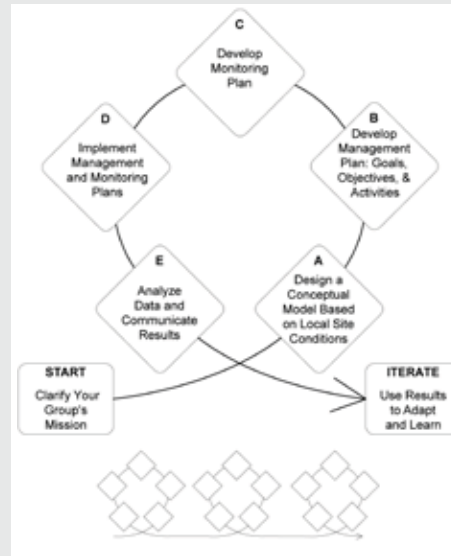 C
Develop
Monitoring
Plan
D
Implement
Management
and Monitoring
Plans
B
Develop
Management
Plan: Goals,
Objectives, &
Activities
E
Analyze
Data and
Communicate
Results
A
Design a
Conceptual
Model Based
on Local Site
Conditions
START
Clarify Your
Group's
Mission
ITERATE
Use Results
to Adapt
and Learn